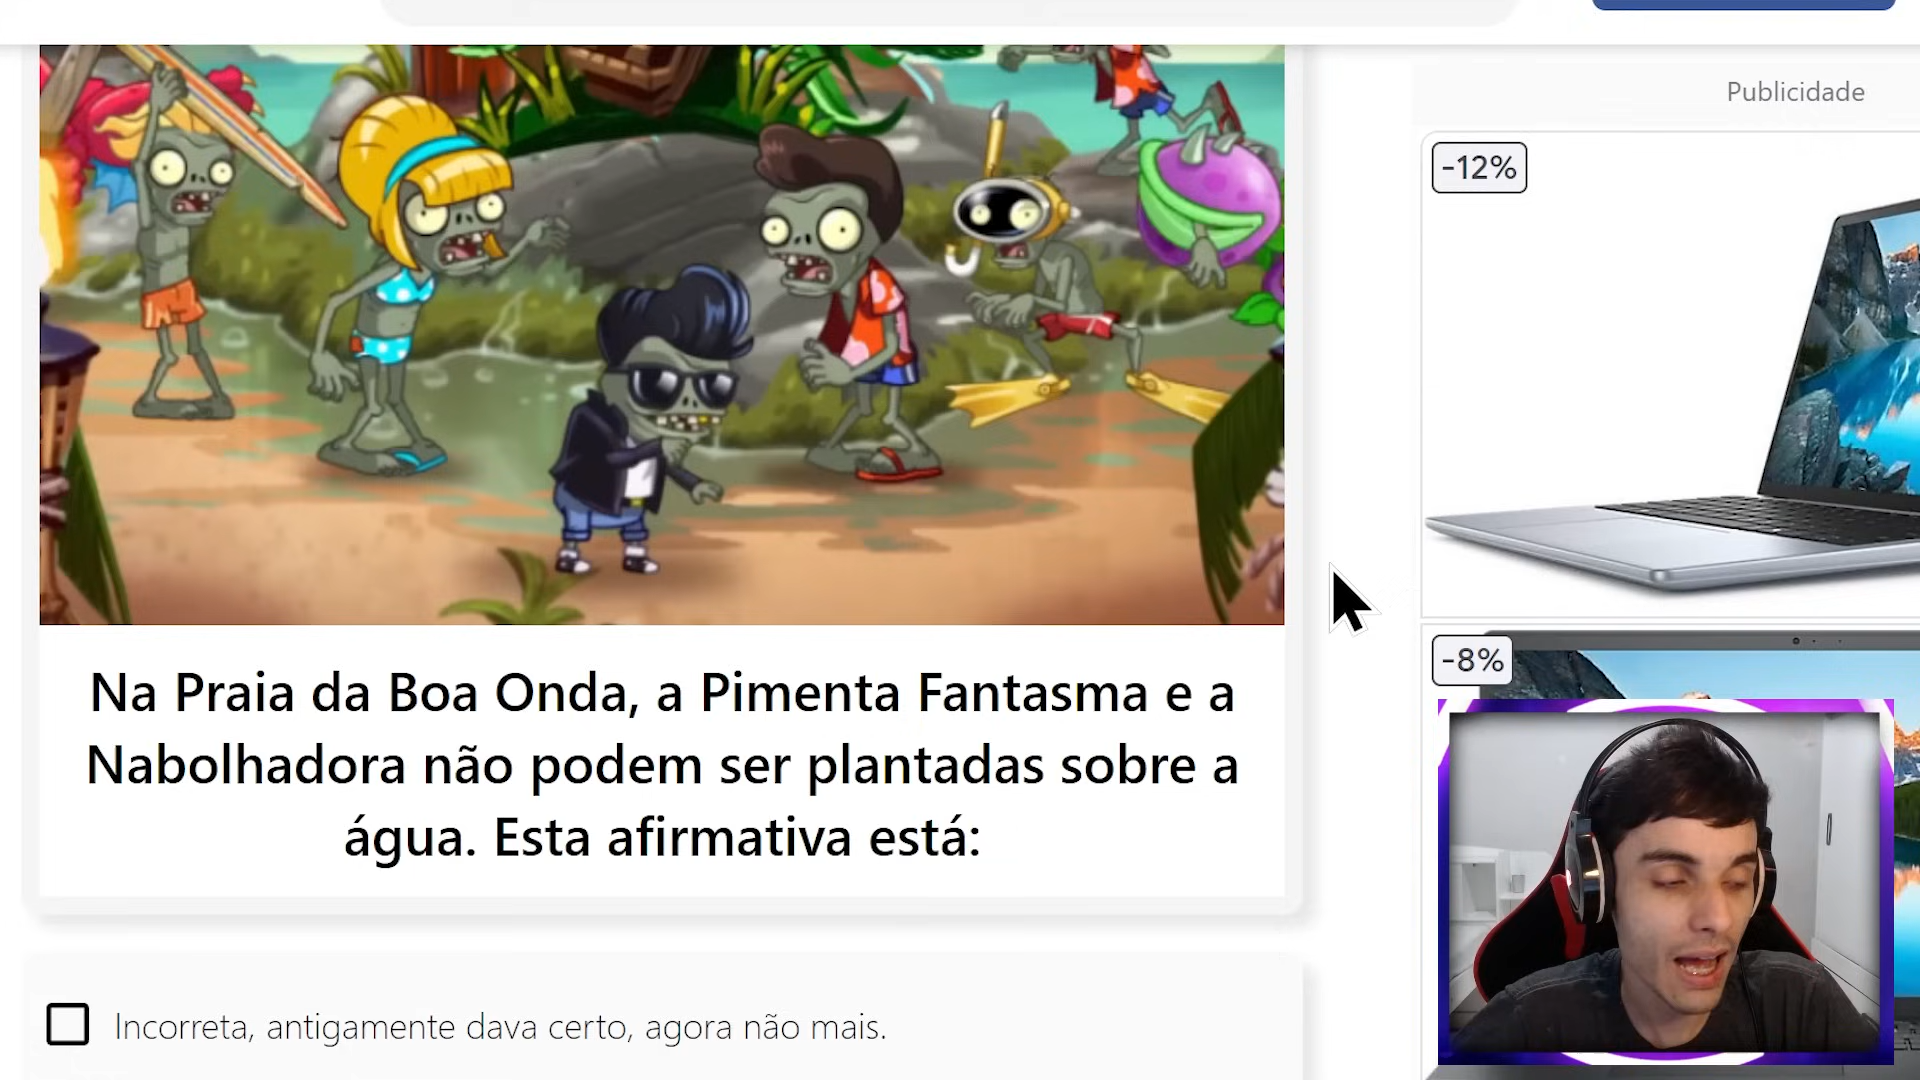 Publicidade
-12%
-8%
Na Praia da Boa Onda, a Pimenta Fantasma e a
Nabolhadora não podem ser plantadas sobre a
água. Esta afirmativa está:
Incorreta, antigamente dava certo, agora não mais.